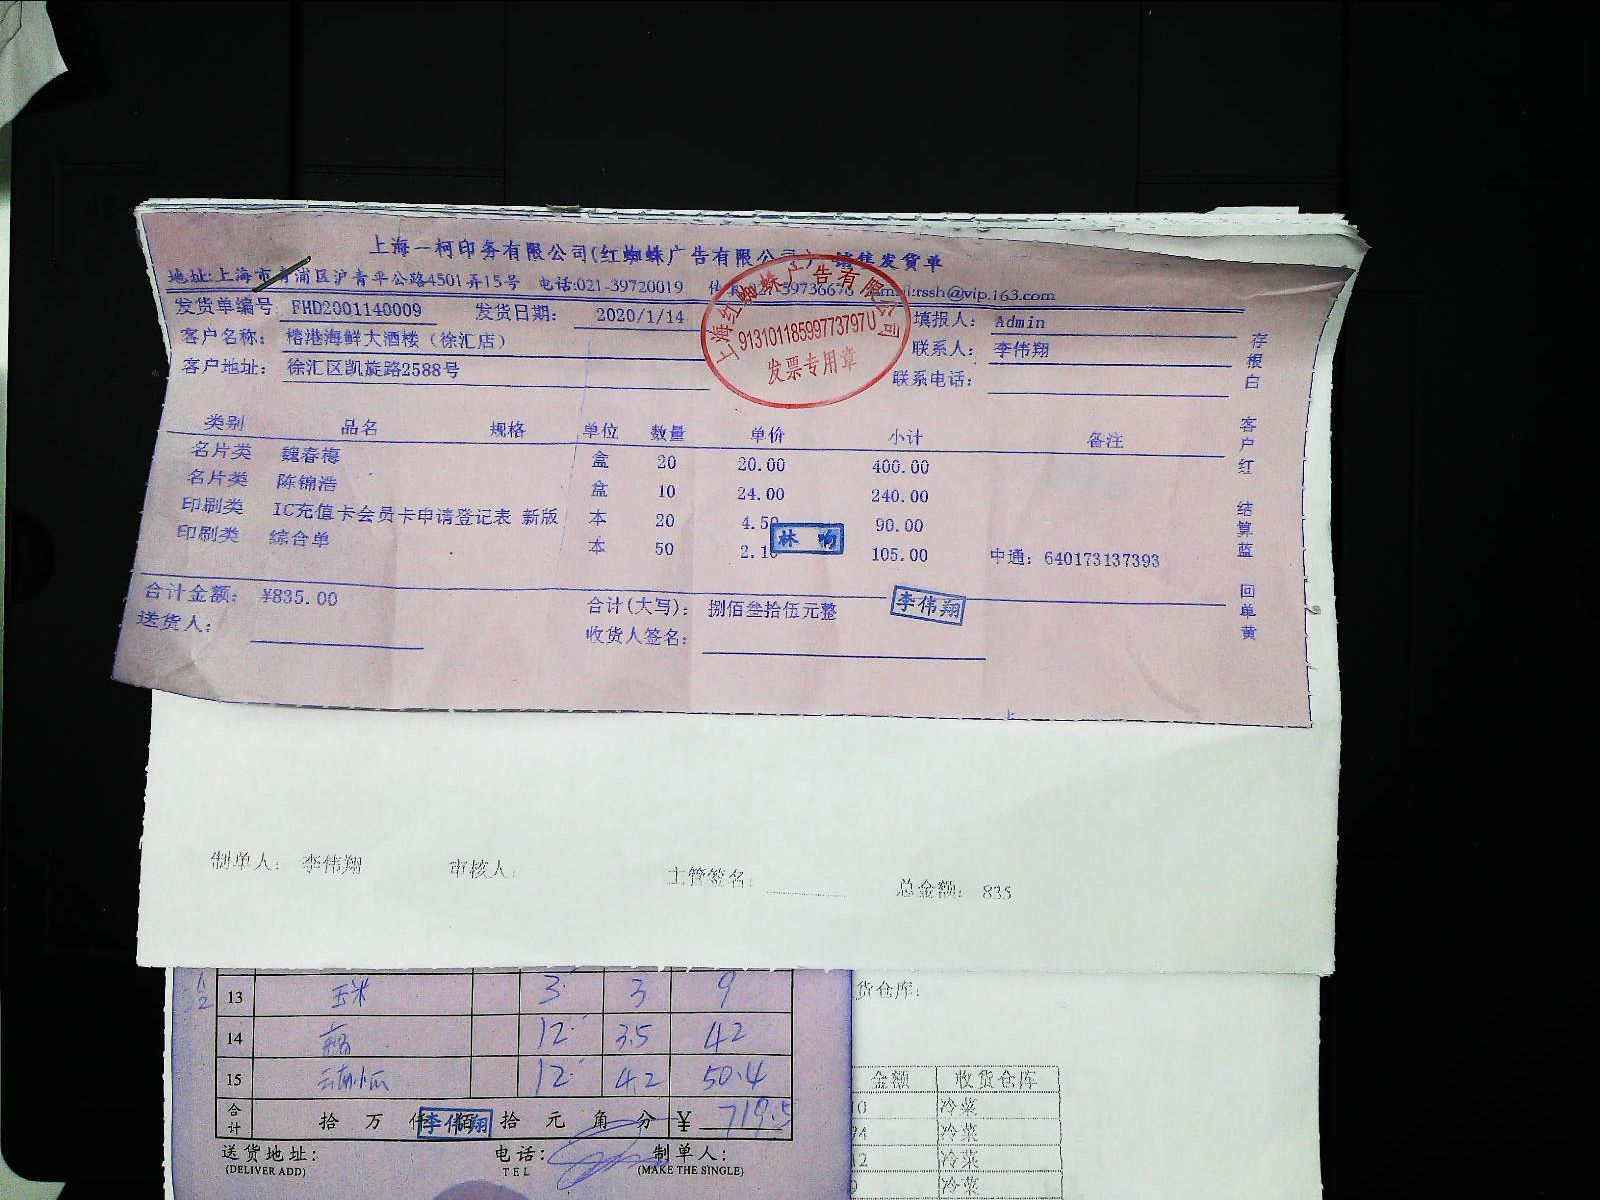 上海一柯印务有限公司(红蜘蛛广告有限公司) 销售发货单
地址:上海市青浦区沪青平公路4501弄15号 电话:021-39720019 39736676 rssh@vip.163.com
发货单编号 FHD2001140009 发货日期: 2020/1/14 填报人: Admin
客户名称: 榕港海鲜大酒楼（徐汇店） 联系人: 李伟翔
客户地址: 徐汇区凯旋路2588号 联系电话:
上海红蜘蛛广告有限公司
91310118599773797U
发票专用章
存根白 客户红 结算蓝 回单黄
类别 品名 规格 单位 数量 单价 小计 备注
名片类 魏春梅 盒 20 20.00 400.00
名片类 陈锦浩 盒 10 24.00 240.00
印刷类 IC充值卡会员卡申请登记表 新版 本 20 4.50 90.00
印刷类 综合单 本 50 2.10 105.00 中通: 640173137393
林
合计金额: ¥835.00 合计(大写): 捌佰叁拾伍元整 李伟翔
送货人: 收货人签名:
制单人: 李伟翔 审核人: 主管签名: 总金额: 835
13 玉米 3 3 9
14 12 3.5 42
15 12 4.2 50.4
合计 拾 万 仟 佰 拾 元 角 分 ¥ 719.5
李伟翔
送货地址: 电话: 制单人:
(DELIVER ADD) TEL (MAKE THE SINGLE)
货仓库:
金额 收货仓库
冷菜
冷菜
冷菜
冷菜